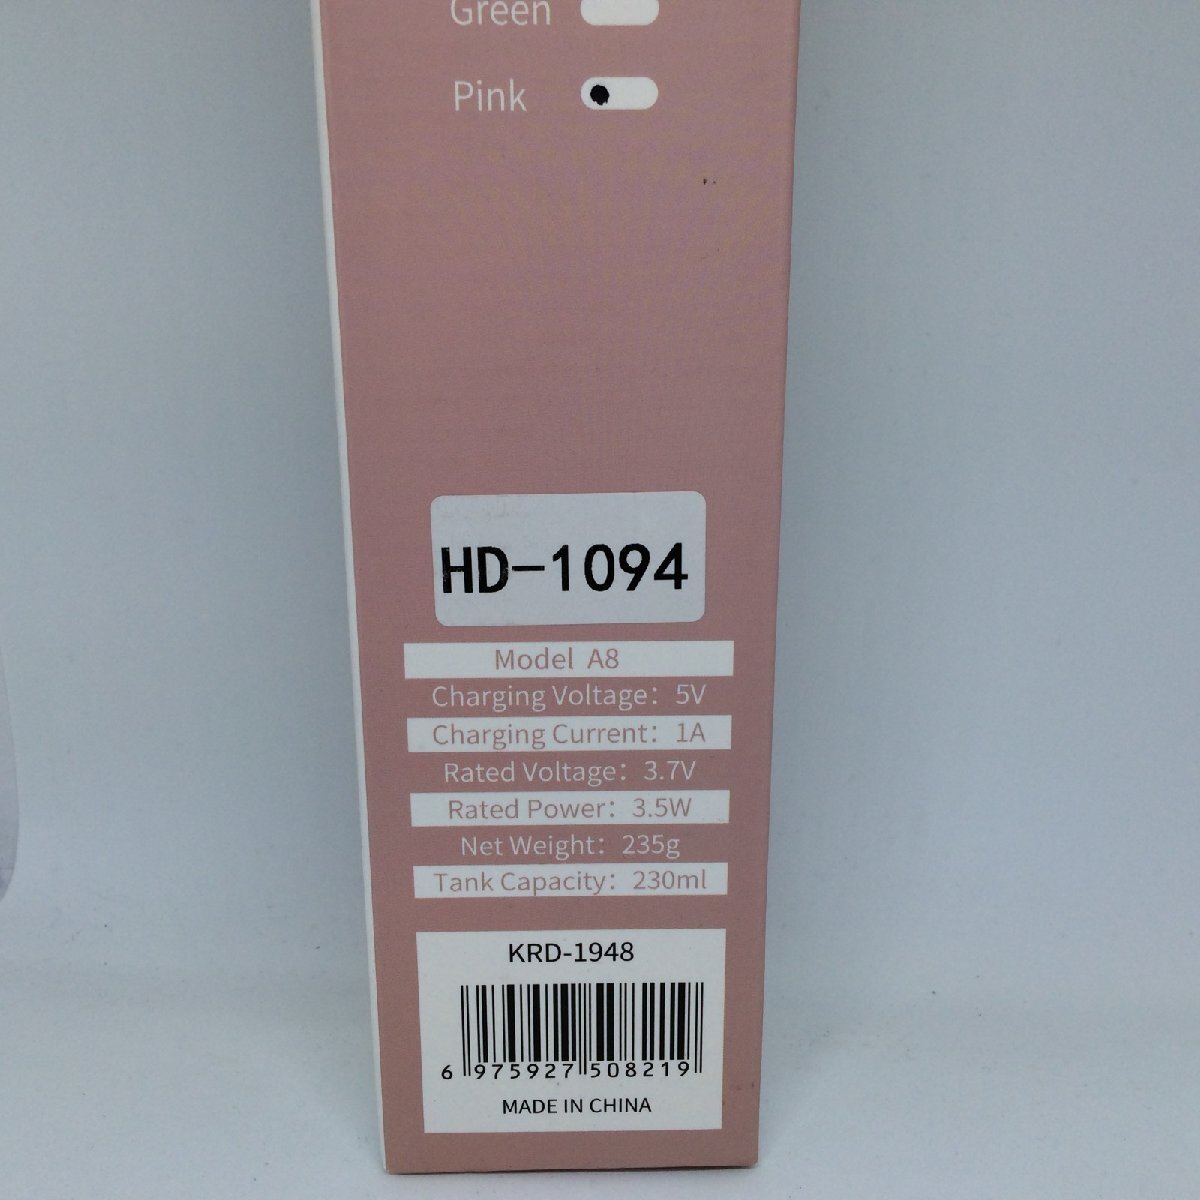 Green
Pink
HD-1094
Model A8
Charging Voltage: 5V
Charging Current: 1A
Rated Voltage: 3.7V
Rated Power: 3.5W
Net Weight: 235g
Tank Capacity: 230ml
KRD-1948
6 975927 508219
MADE IN CHINA